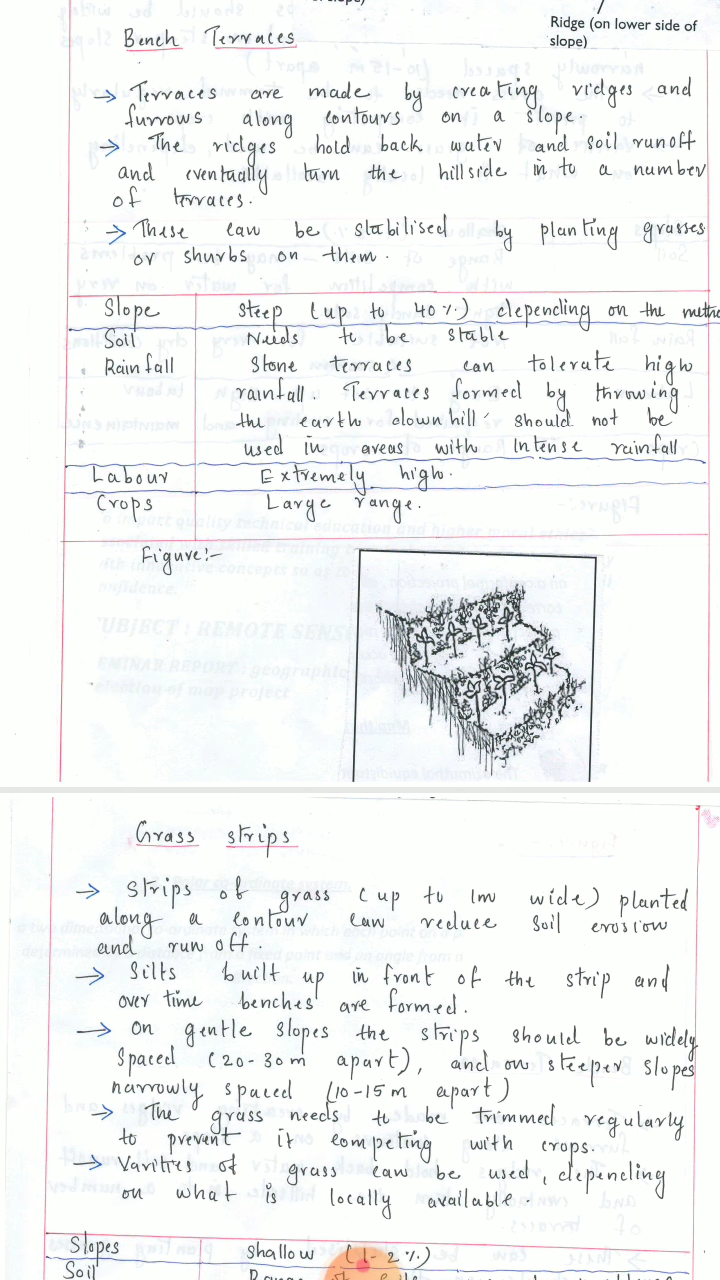 Ridge (on lower side of
slope)
Bench Terraces
→ Terraces are made by creating ridges and
furrows along contours on a slope.
→ The ridges hold back water and soil runoff
and eventually turn the hillside in to a number
of terraces.
→ These can be stabilised by planting grasses
or shurbs on them.
Slope steep (up to 40%) depending on the
Soil Needs to be stable
Rainfall Stone terraces can tolerate high
rainfall. Terraces formed by throwing
the earth downhill should not be
used in areas with Intense rainfall
Labour Extremely high.
Crops Large range.
Figure:-
Grass strips
→ Strips of grass (up to 1m wide) planted
along a contour can reduce Soil erosion
and run off.
→ Silts built up in front of the strip and
over time benches are formed.
→ On gentle slopes the strips should be widely
spaced (20-30m apart), and on steeper slopes
narrowly spaced (10-15m apart)
→ The grass needs to be trimmed regularly
to prevent it competing with crops.
→ Varities of grass can be used, depending
on what is locally available.
Slopes shallow (1-2%)
Soil